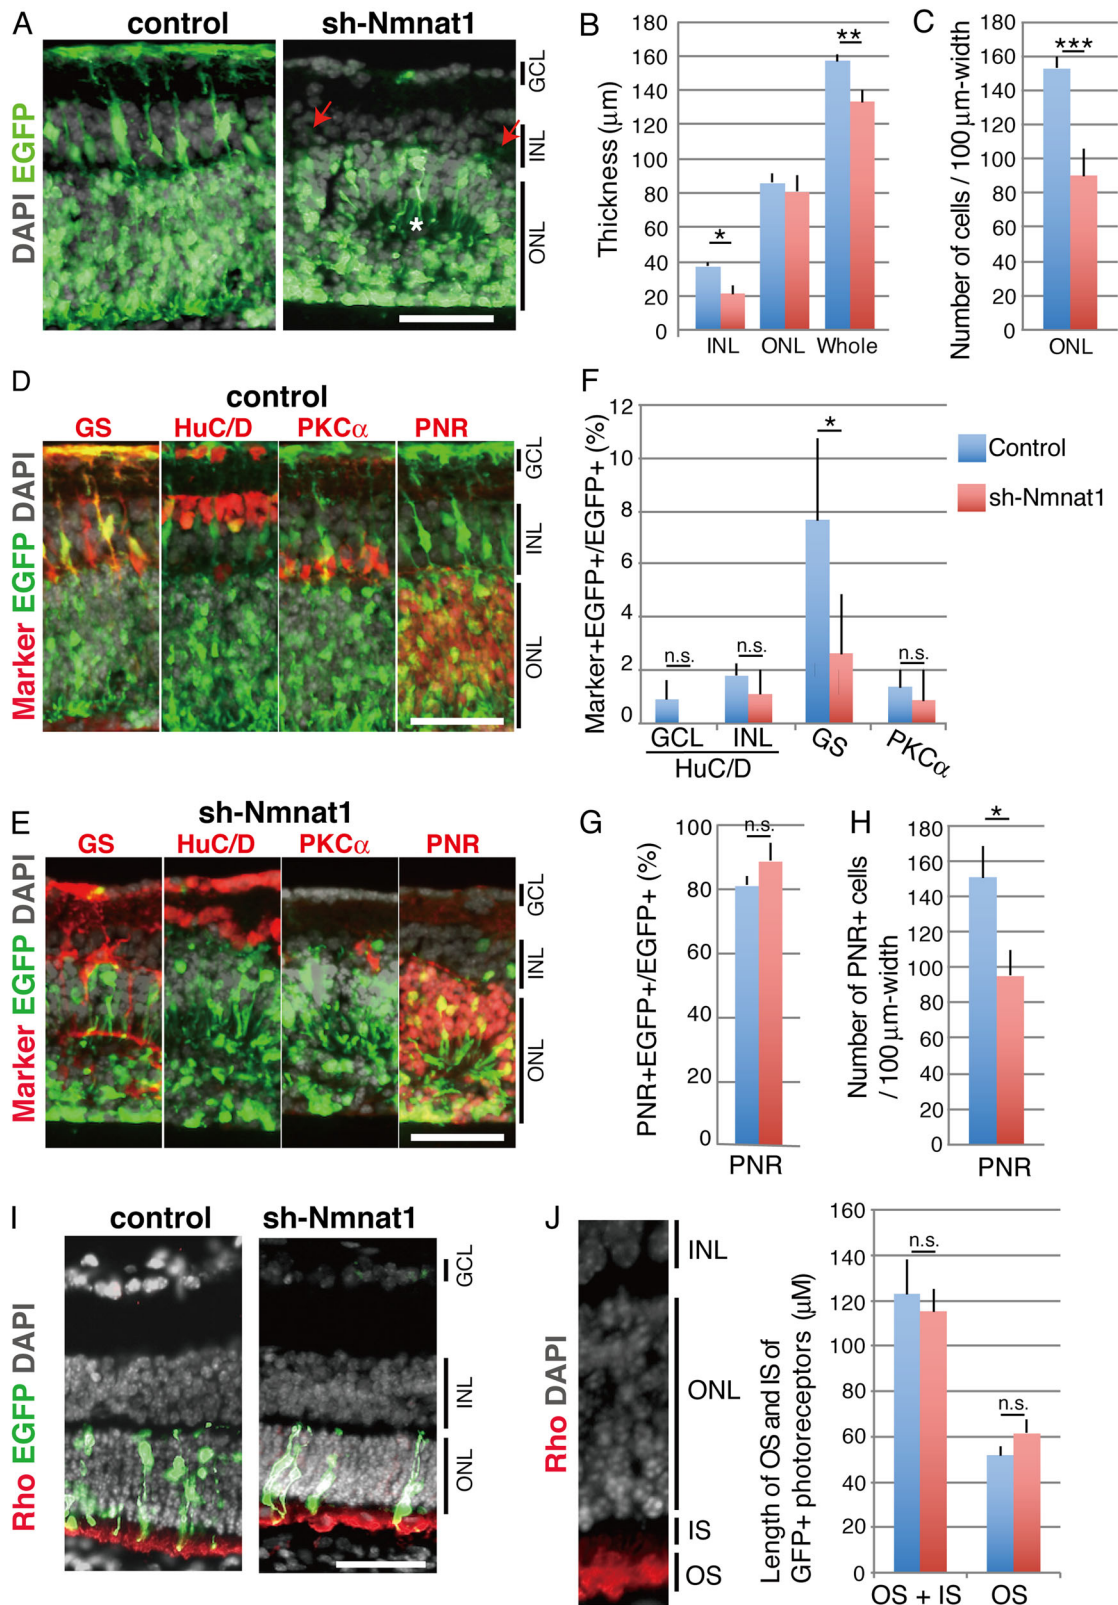 A
control
sh-Nmnat1
DAPI EGFP
*
GCL
INL
ONL
B
Thickness (µm)
180
160
140
120
100
80
60
40
20
0
*
**
INL ONL Whole
C
Number of cells / 100 µm-width
180
160
140
120
100
80
60
40
20
0
***
ONL
D
control
GS HuC/D PKCα PNR
Marker EGFP DAPI
GCL
INL
ONL
F
Marker+EGFP+/EGFP+ (%)
12
10
8
6
4
2
0
n.s.
n.s.
*
n.s.
GCL INL GS PKCα
HuC/D
Control
sh-Nmnat1
E
sh-Nmnat1
GS HuC/D PKCα PNR
Marker EGFP DAPI
GCL
INL
ONL
G
PNR+EGFP+/EGFP+ (%)
100
80
60
40
20
0
n.s.
PNR
H
Number of PNR+ cells
/ 100 µm-width
180
160
140
120
100
80
60
40
20
0
*
PNR
I
control
sh-Nmnat1
Rho EGFP DAPI
GCL
INL
ONL
J
Rho DAPI
INL
ONL
IS
OS
Length of OS and IS of
GFP+ photoreceptors (µM)
160
140
120
100
80
60
40
20
0
n.s.
n.s.
OS + IS OS